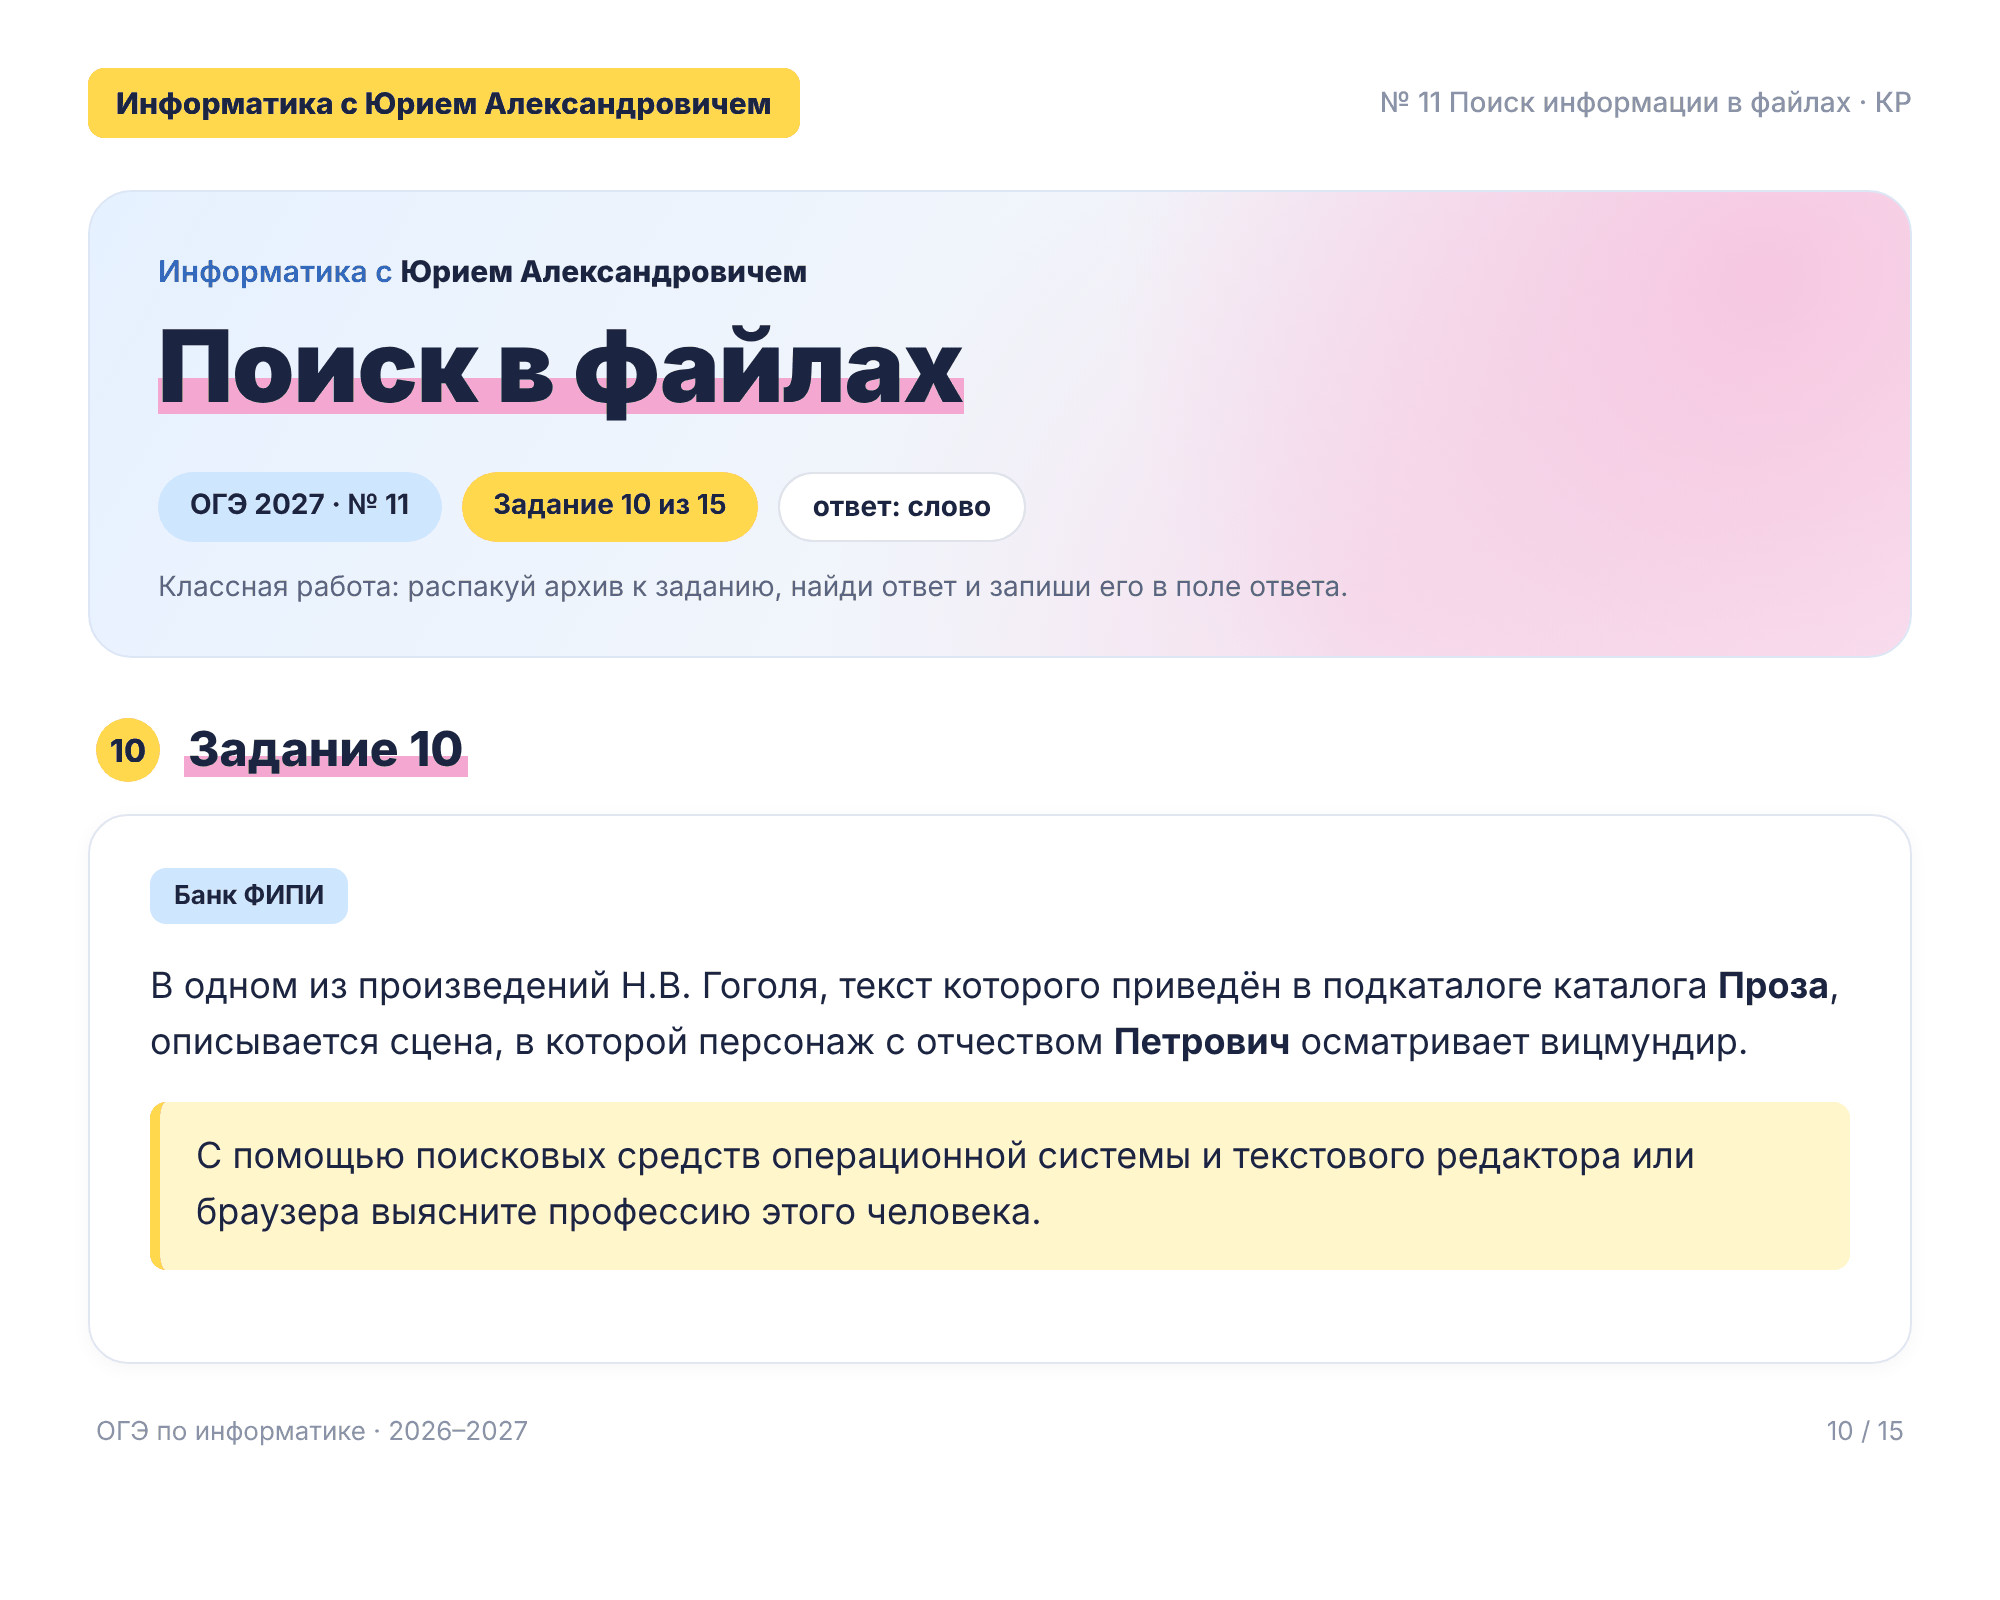 Информатика с Юрием Александровичем
№ 11 Поиск информации в файлах · КР
Информатика с Юрием Александровичем
Поиск в файлах
ОГЭ 2027 · № 11
Задание 10 из 15
ответ: слово
Классная работа: распакуй архив к заданию, найди ответ и запиши его в поле ответа.
10 Задание 10
Банк ФИПИ
В одном из произведений Н.В. Гоголя, текст которого приведён в подкаталоге каталога Проза,
описывается сцена, в которой персонаж с отчеством Петрович осматривает вицмундир.
С помощью поисковых средств операционной системы и текстового редактора или
браузера выясните профессию этого человека.
ОГЭ по информатике · 2026–2027
10 / 15